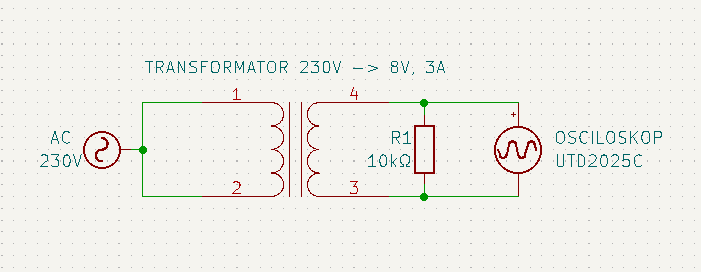 TRANSFORMATOR 230V —> 8V, 3A
1
4
AC
230V
R1
10kΩ
+
OSCILOSKOP
UTD2025C
2
3